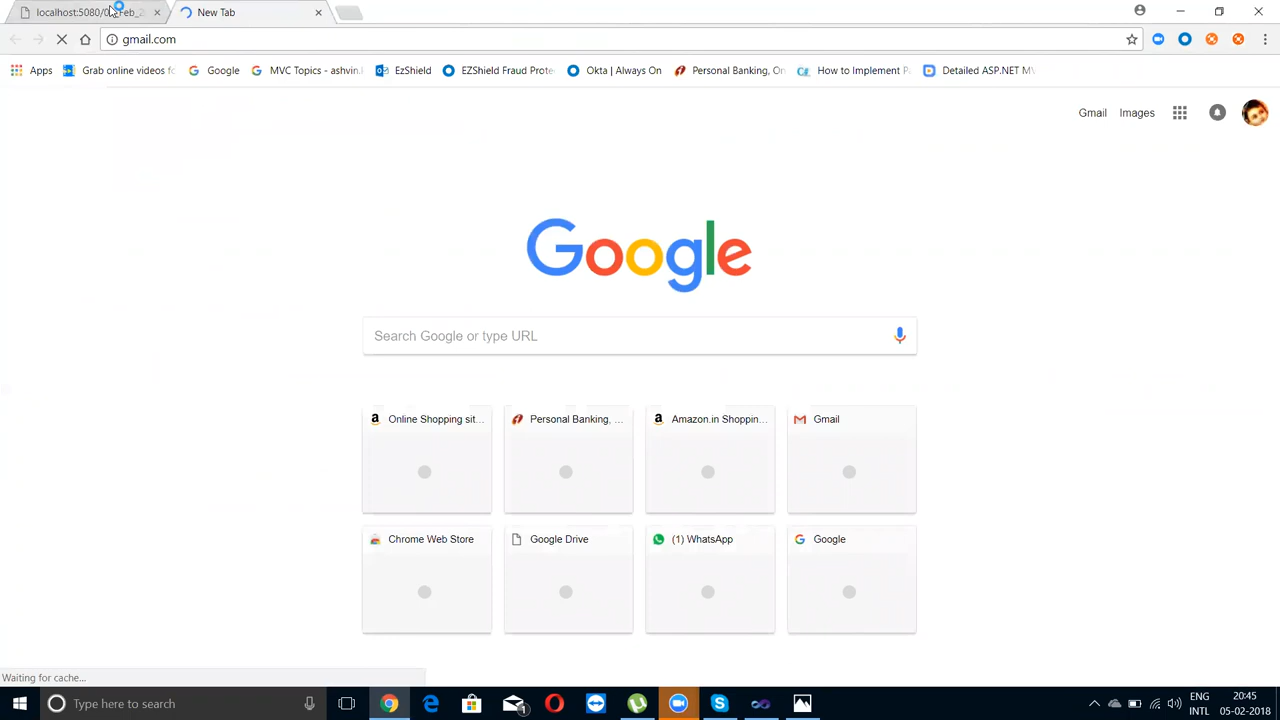 localhost:5080/0
New Tab
gmail.com
Apps
Grab online videos fo
Google
MVC Topics - ashvin.
EzShield
EZShield Fraud Prote
Okta | Always On
Personal Banking, On
How to Implement P
Detailed ASP.NET MV
Gmail Images
Google
Search Google or type URL
Online Shopping sit...
Personal Banking, ...
Amazon.in Shoppin...
Gmail
Chrome Web Store
Google Drive
(1) WhatsApp
Google
Waiting for cache...
Type here to search
1
ENG
INTL
20:45
05-02-2018